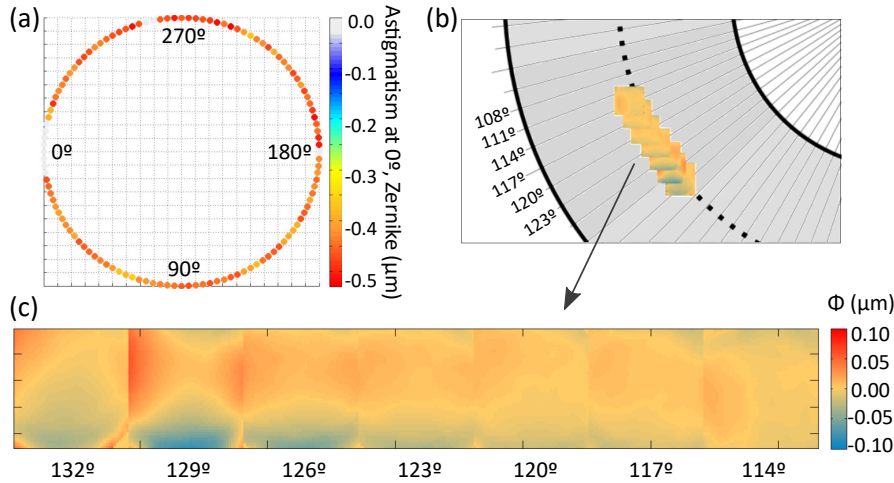 (a)
270º
0º
180º
90º
0.0
-0.1
-0.2
-0.3
-0.4
-0.5
Astigmatism at 0º, Zernike (μm)
(b)
108º
111º
114º
117º
120º
123º
(c)
Φ (μm)
0.10
0.05
0.00
-0.05
-0.10
132º
129º
126º
123º
120º
117º
114º